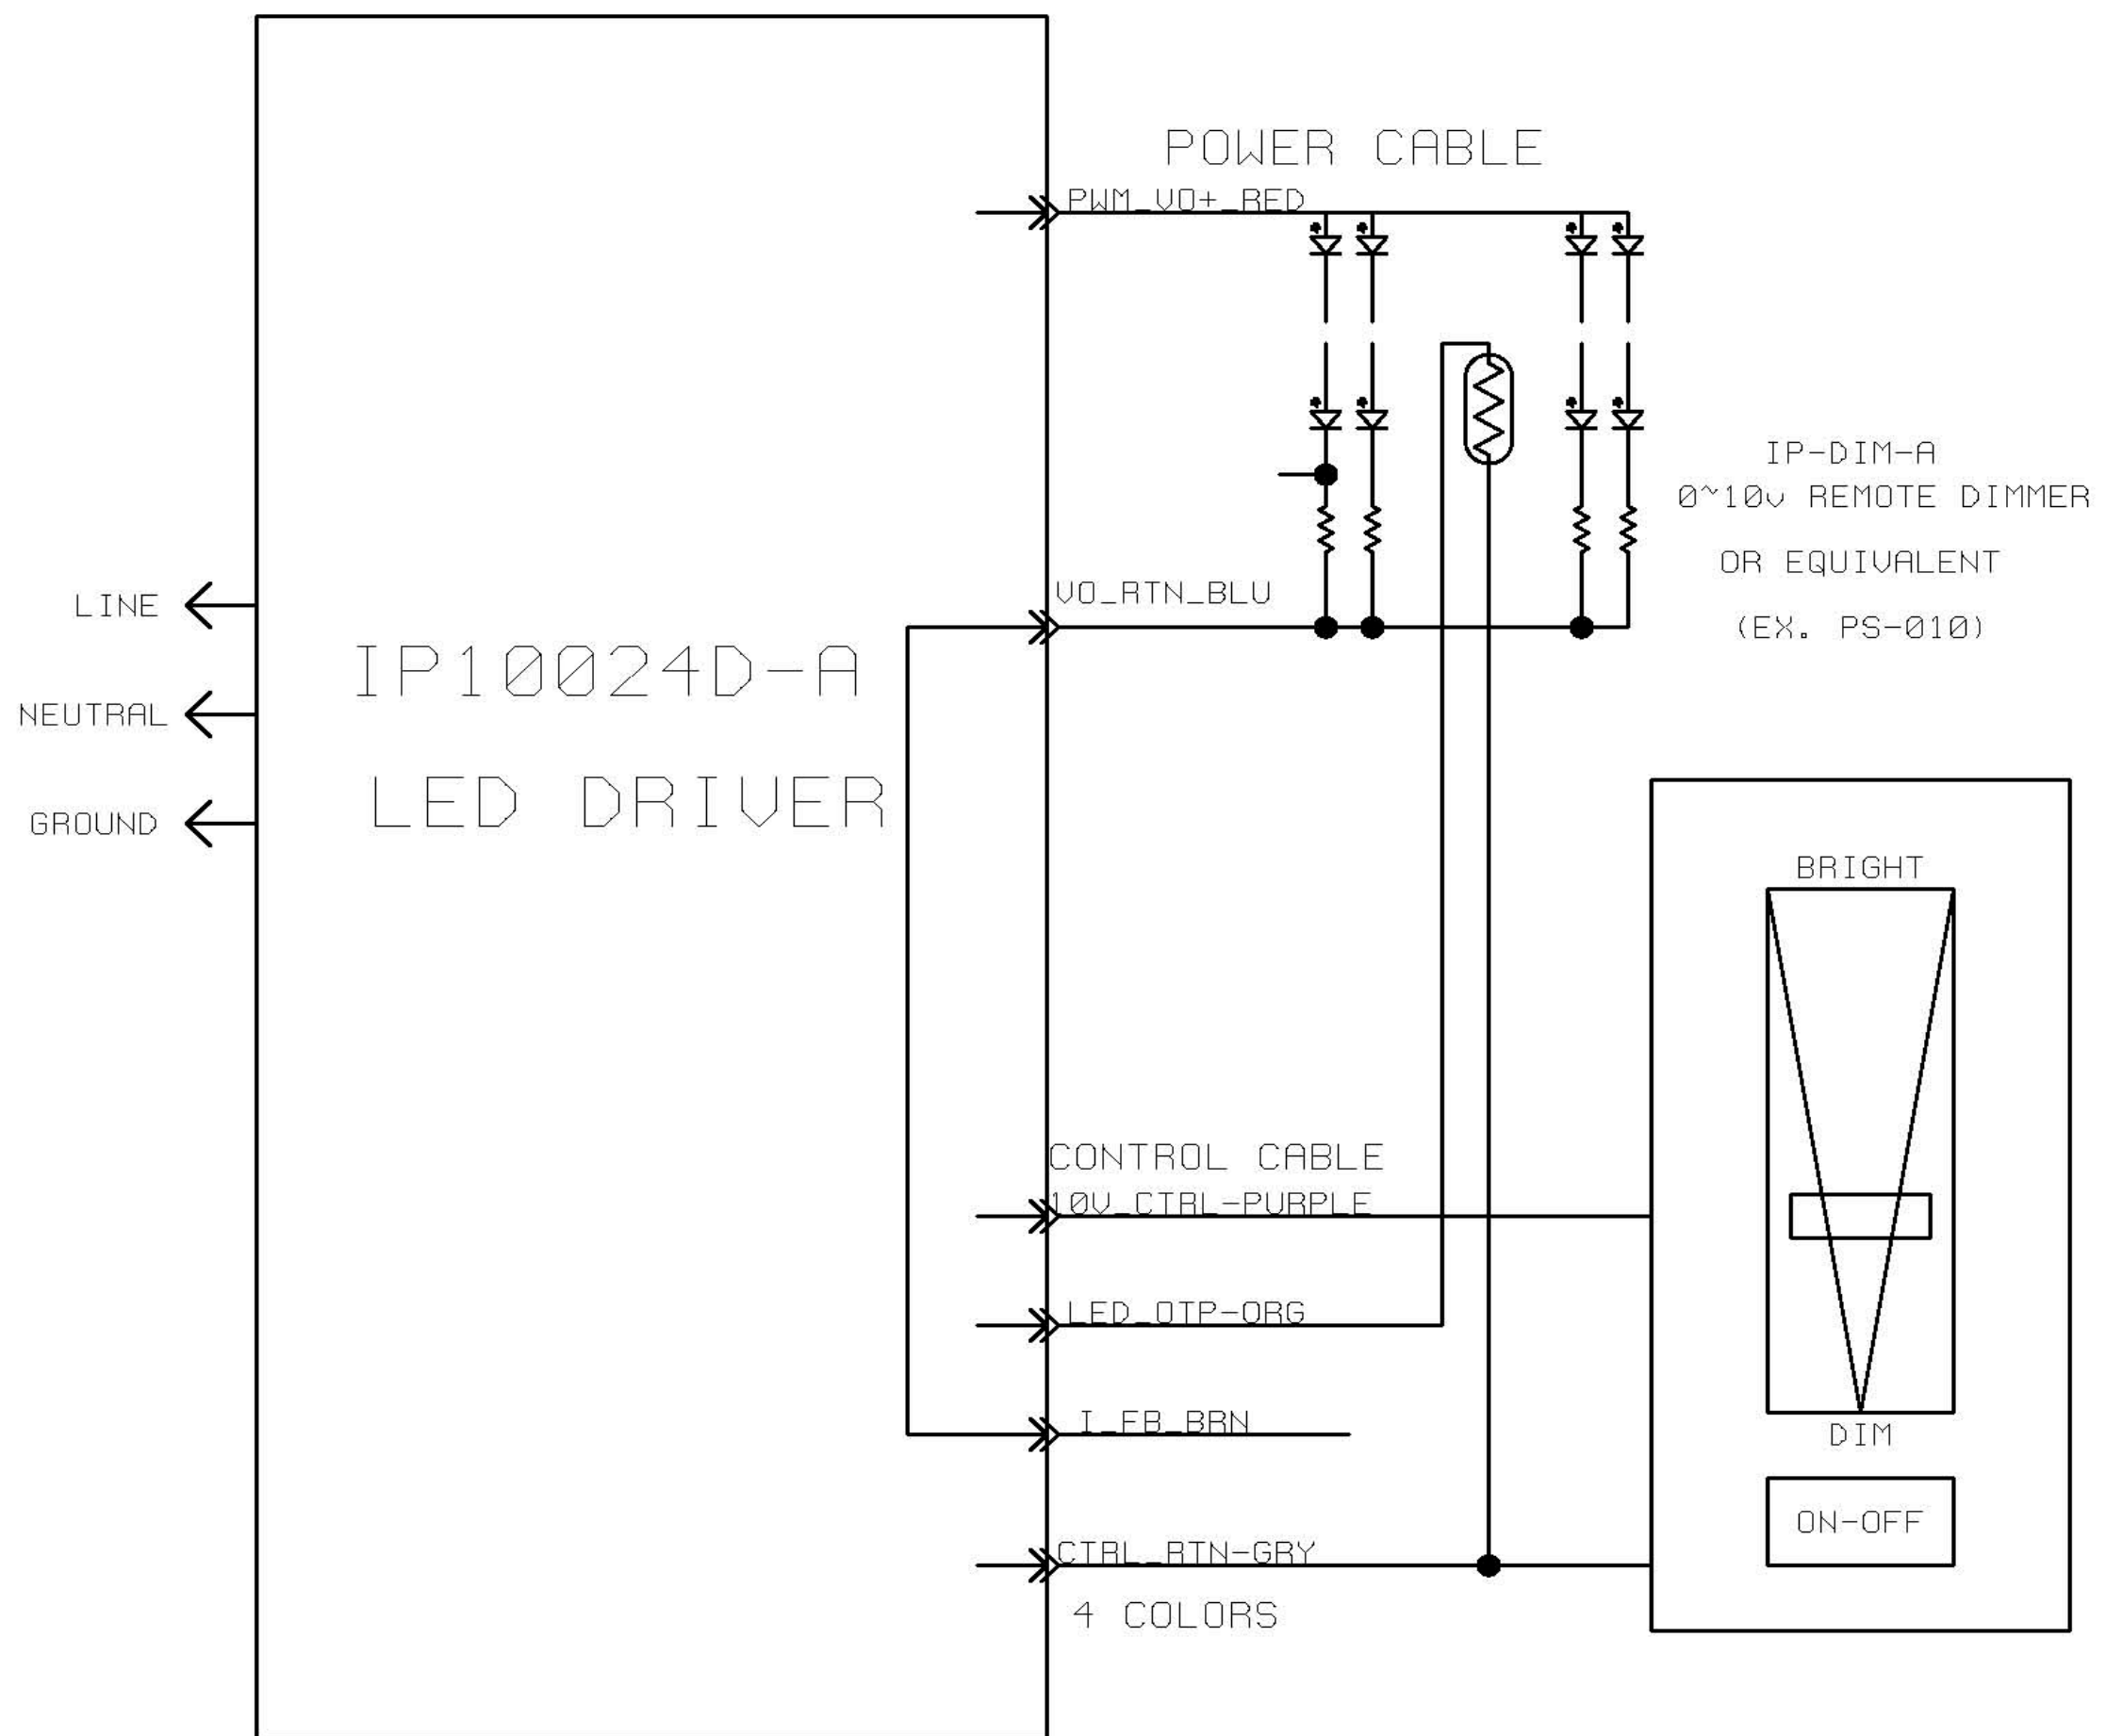 POWER CABLE
PWM_VO+_RED
IP-DIM-A
0~10v REMOTE DIMMER
OR EQUIVALENT
(EX. PS-010)
VO_RTN_BLU
LINE
NEUTRAL
GROUND
IP10024D-A
LED DRIVER
BRIGHT
DIM
ON-OFF
CONTROL CABLE
10V_CTRL-PURPLE
LED_OTP-ORG
I_FB_BRN
CTRL_RTN-GRY
4 COLORS